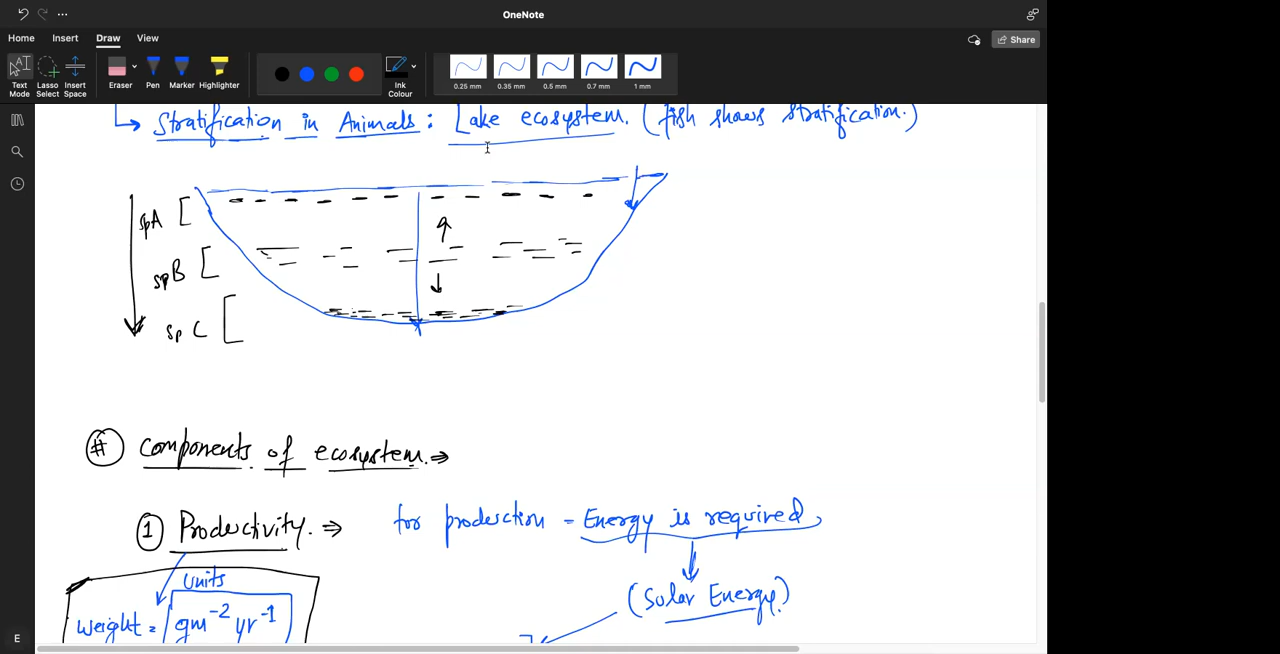 OneNote
Home Insert Draw View
Share
Text Mode
Lasso Select
Insert Space
Eraser
Pen
Marker
Highlighter
Ink Colour
0.25 mm
0.35 mm
0.5 mm
0.7 mm
1 mm
↳ Stratification in Animals : Lake ecosystem. (fish shows stratification.)
spA
spB
sp C
# Components of ecosystem. ⇒
1 Productivity. ⇒ for production = Energy is required
↓
units (Solar Energy)
weight = gm⁻² yr⁻¹
E